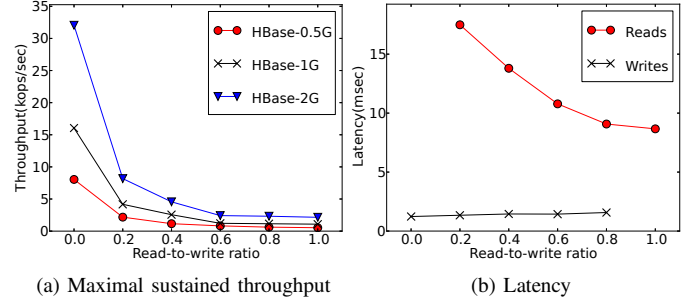 Throughput(kops/sec)
35
30
25
20
15
10
5
0
0.0 0.2 0.4 0.6 0.8 1.0
Read-to-write ratio
HBase-0.5G
HBase-1G
HBase-2G
(a) Maximal sustained throughput
Latency(msec)
15
10
5
0
0.0 0.2 0.4 0.6 0.8 1.0
Read-to-write ratio
Reads
Writes
(b) Latency